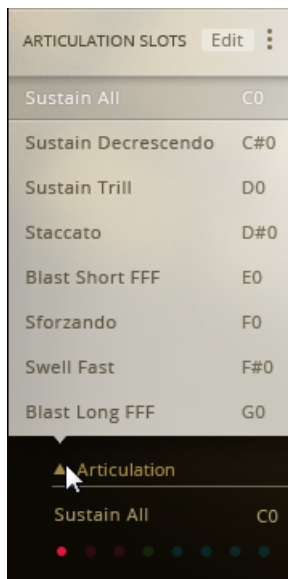 ARTICULATION SLOTS Edit
Sustain All C0
Sustain Decrescendo C#0
Sustain Trill D0
Staccato D#0
Blast Short FFF E0
Sforzando F0
Swell Fast F#0
Blast Long FFF G0
Articulation
Sustain All C0